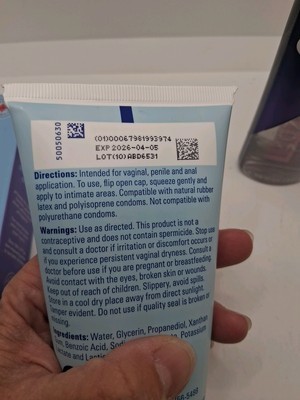 50050630
(01)00067981993974
EXP 2026-04-05
LOT(10)ABD6531
Directions: Intended for vaginal, penile and anal
application. To use, flip open cap, squeeze gently and
apply to intimate areas. Compatible with natural rubber
latex and polyisoprene condoms. Not compatible with
polyurethane condoms.
Warnings: Use as directed. This product is not a
contraceptive and does not contain spermicide. Stop use
and consult a doctor if irritation or discomfort occurs or
if you experience persistent vaginal dryness. Consult a
doctor before use if you are pregnant or breastfeeding.
Avoid contact with the eyes, broken skin or wounds.
Keep out of reach of children. Slippery, avoid spills.
Store in a cool dry place away from direct sunlight.
Tamper evident. Do not use if quality seal is broken or
missing.
Ingredients: Water, Glycerin, Propanediol, Xanthan
Gum, Benzoic Acid, Potassium
and Lactic